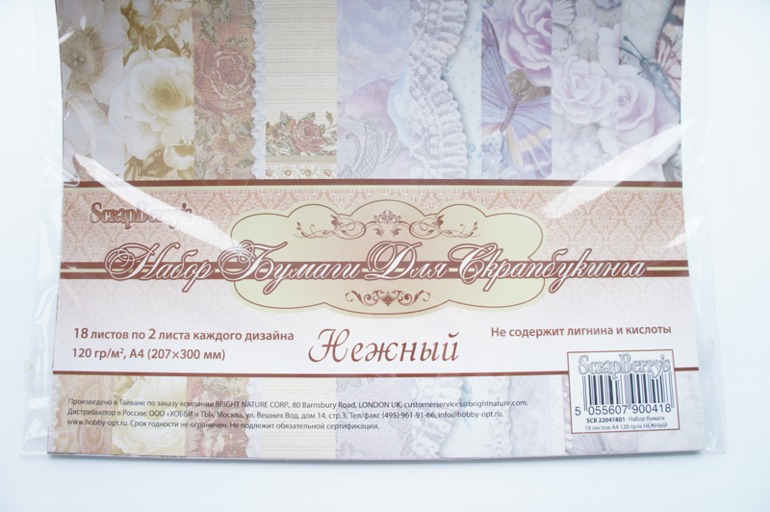 ScrapBerry's
Набор Бумаги Для Скрапбукинга
18 листов по 2 листа каждого дизайна
120 гр/м², А4 (207×300 мм)
Нежный
Не содержит лигнина и кислоты
Произведено в Тайване по заказу компании BRIGHT NATURE CORP., 80 Barnsbury Road, LONDON UK, customerservices@brightnature.com.
Дистрибьютор в России: ООО «ХОББИ и ТЫ», Москва, ул. Вешних Вод, дом 14, стр.3, Тел/факс (495) 961-91-66, info@hobby-opt.ru,
www.hobby-opt.ru. Срок годности не ограничен. Не подлежит обязательной сертификации.
ScrapBerry's
5 055607 900418
SCB 22041801 Набор бумаги
18 листов А4 120 гр/м НЕЖНЫЙ